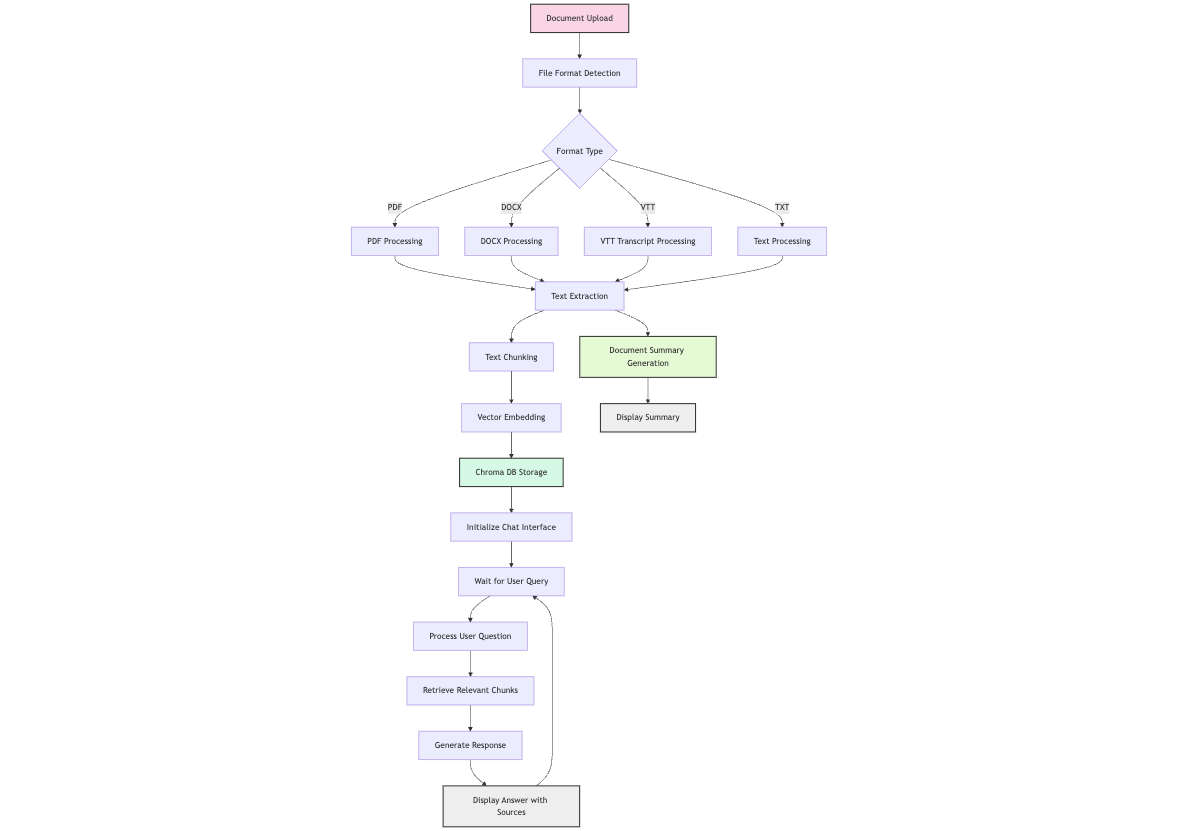 Document Upload
File Format Detection
Format Type
PDF
DOCX
VTT
TXT
PDF Processing
DOCX Processing
VTT Transcript Processing
Text Processing
Text Extraction
Text Chunking
Document Summary
Generation
Vector Embedding
Display Summary
Chroma DB Storage
Initialize Chat Interface
Wait for User Query
Process User Question
Retrieve Relevant Chunks
Generate Response
Display Answer with
Sources